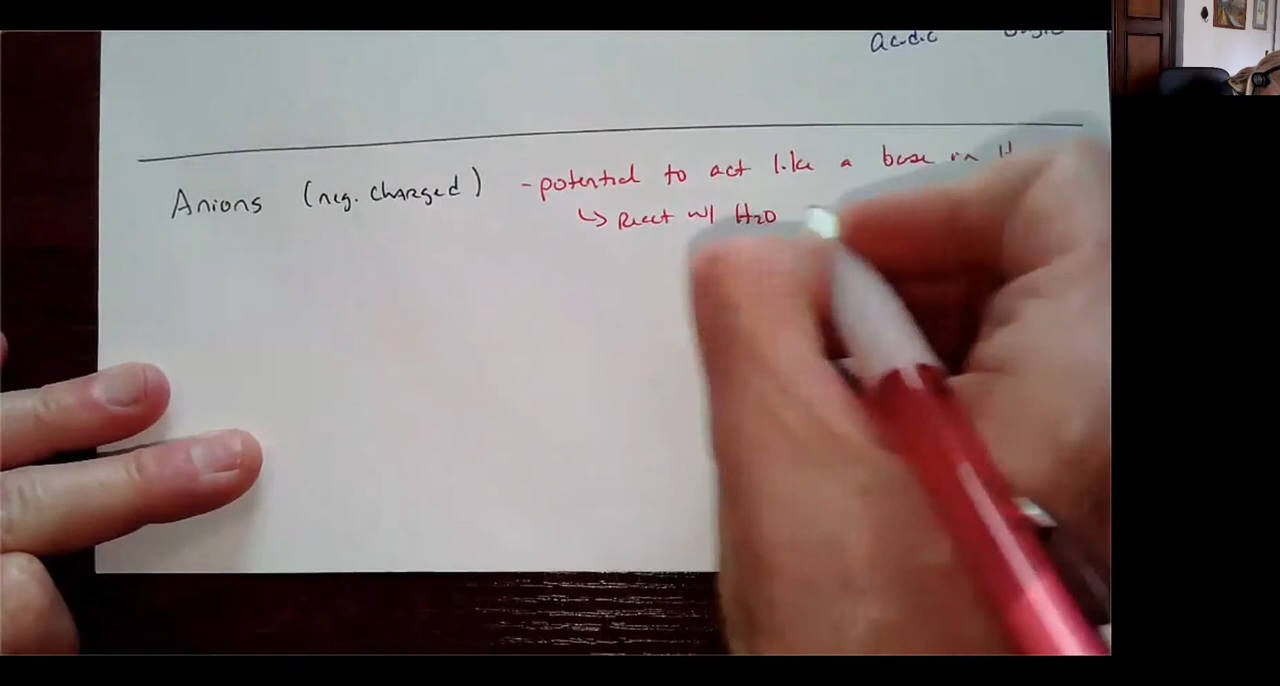 acidic
Anions (neg. charged) - potential to act like a base in H
↳ React w/ H2O